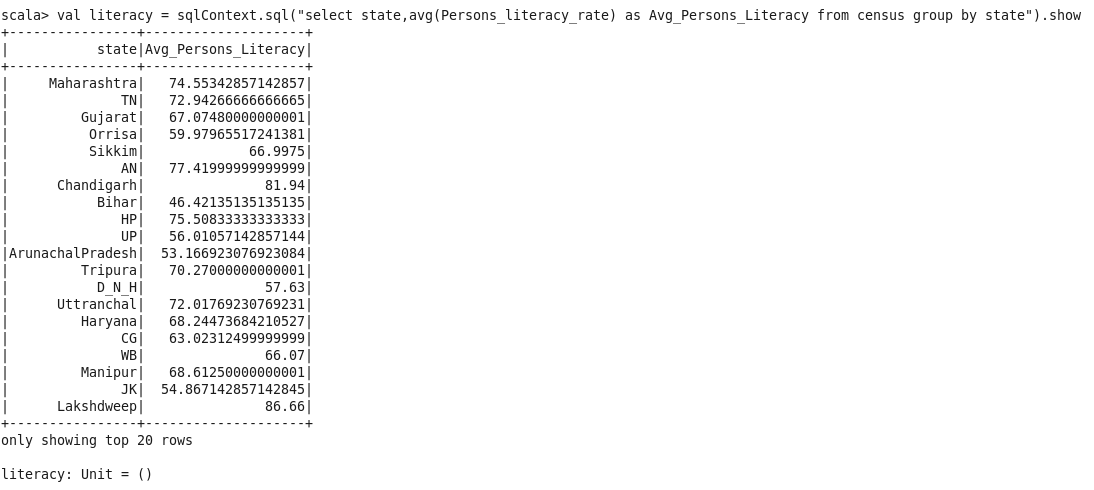 scala> val literacy = sqlContext.sql("select state,avg(Persons_literacy_rate) as Avg_Persons_Literacy from census group by state").show
+----------------+--------------------+
|           state|Avg_Persons_Literacy|
+----------------+--------------------+
|     Maharashtra|   74.55342857142857|
|              TN|   72.94266666666665|
|         Gujarat|   67.07480000000001|
|          Orrisa|   59.97965517241381|
|          Sikkim|             66.9975|
|              AN|   77.41999999999999|
|      Chandigarh|               81.94|
|           Bihar|   46.42135135135135|
|              HP|   75.50833333333333|
|              UP|   56.01057142857144|
|ArunachalPradesh|  53.166923076923084|
|         Tripura|   70.27000000000001|
|           D_N_H|               57.63|
|      Uttranchal|   72.01769230769231|
|         Haryana|   68.24473684210527|
|              CG|   63.02312499999999|
|              WB|               66.07|
|         Manipur|   68.61250000000001|
|              JK|  54.867142857142845|
|      Lakshdweep|               86.66|
+----------------+--------------------+
only showing top 20 rows
literacy: Unit = ()